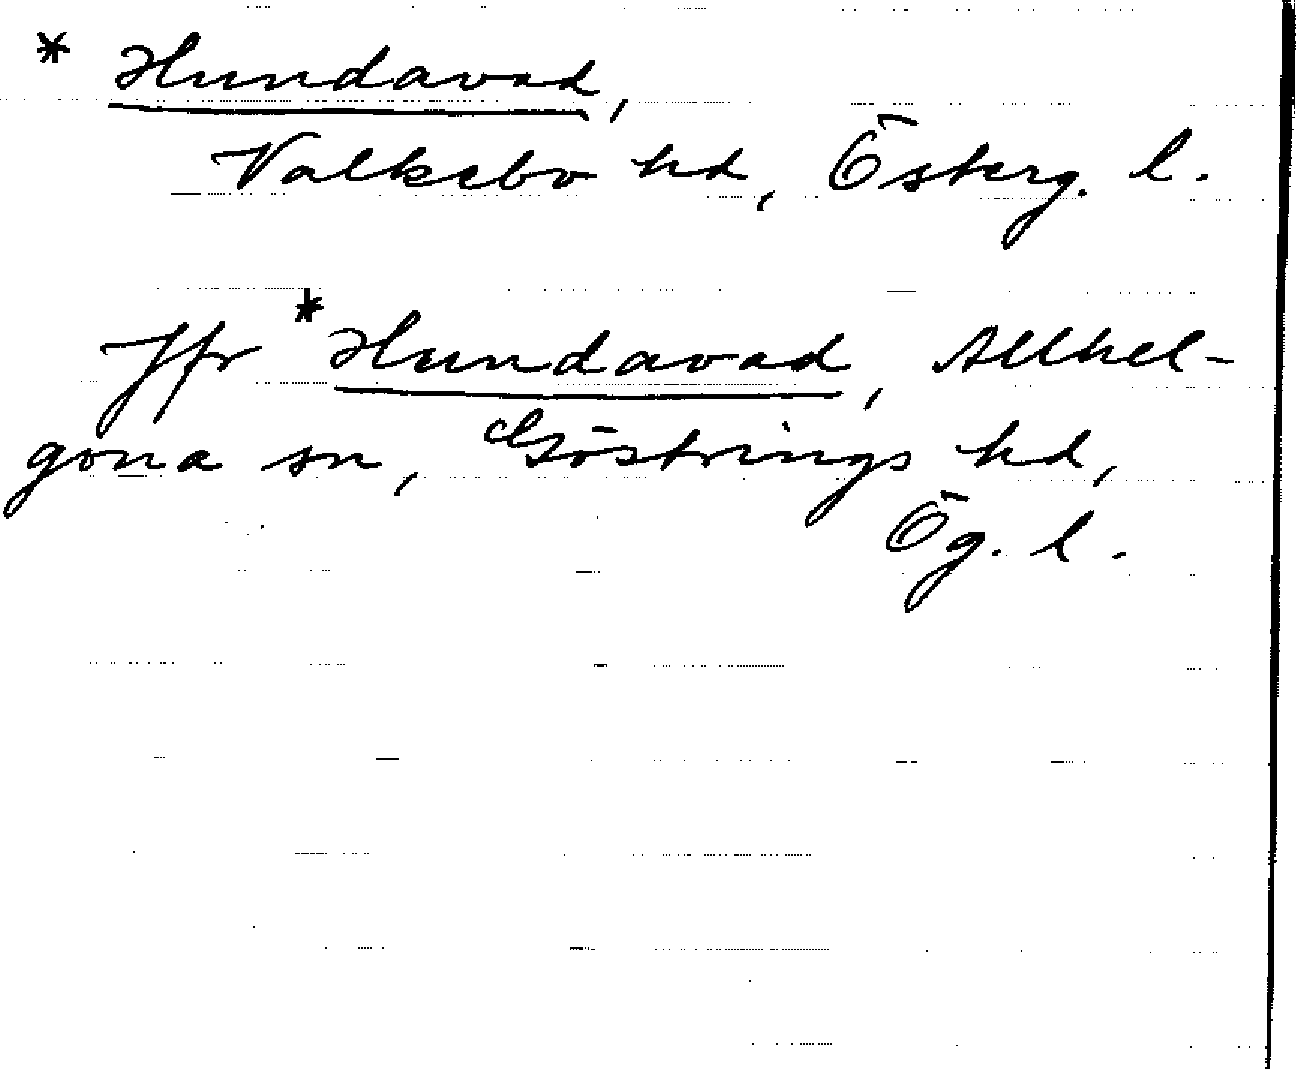 * Hundavad,
Valkebo hd, Österg. l.
Jfr *Hundavad, Allhel-
gona sn, Göstrings hd,
Ög. l.